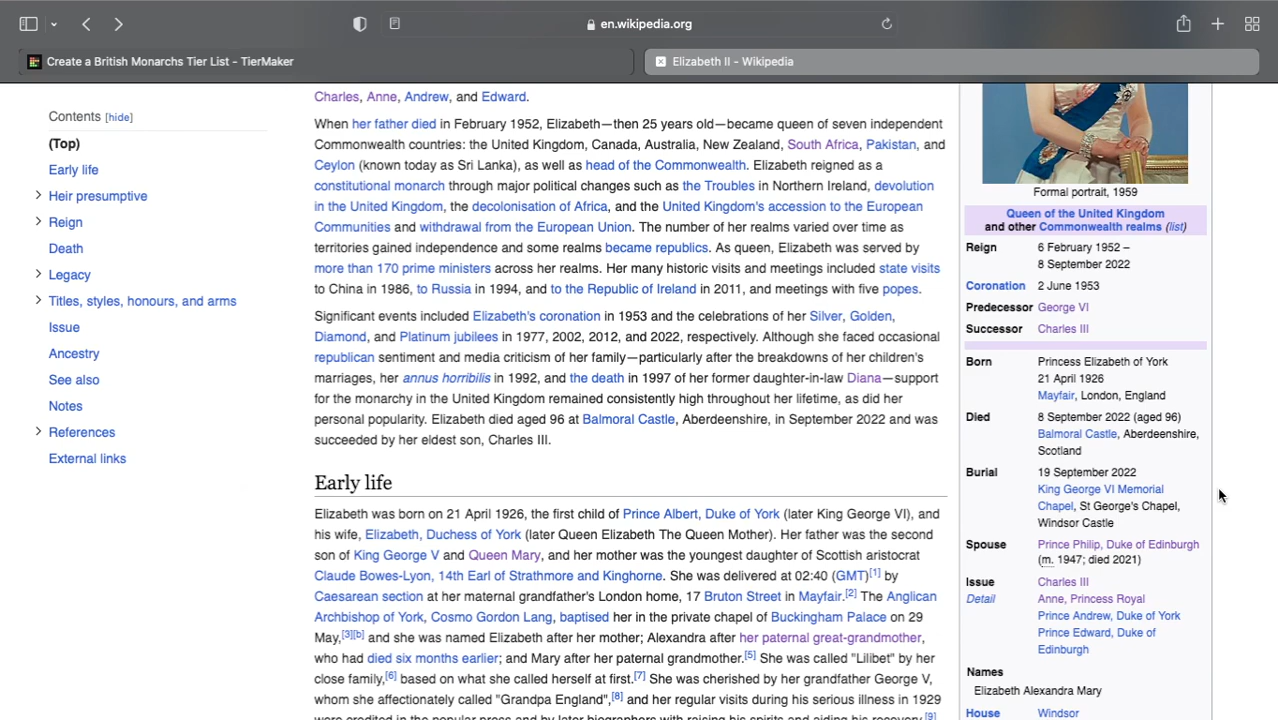 en.wikipedia.org
Create a British Monarchs Tier List - TierMaker
Elizabeth II - Wikipedia
Contents [hide]
(Top)
Early life
Heir presumptive
Reign
Death
Legacy
Titles, styles, honours, and arms
Issue
Ancestry
See also
Notes
References
External links
Charles, Anne, Andrew, and Edward.
When her father died in February 1952, Elizabeth—then 25 years old—became queen of seven independent
Commonwealth countries: the United Kingdom, Canada, Australia, New Zealand, South Africa, Pakistan, and
Ceylon (known today as Sri Lanka), as well as head of the Commonwealth. Elizabeth reigned as a
constitutional monarch through major political changes such as the Troubles in Northern Ireland, devolution
in the United Kingdom, the decolonisation of Africa, and the United Kingdom's accession to the European
Communities and withdrawal from the European Union. The number of her realms varied over time as
territories gained independence and some realms became republics. As queen, Elizabeth was served by
more than 170 prime ministers across her realms. Her many historic visits and meetings included state visits
to China in 1986, to Russia in 1994, and to the Republic of Ireland in 2011, and meetings with five popes.
Significant events included Elizabeth's coronation in 1953 and the celebrations of her Silver, Golden,
Diamond, and Platinum jubilees in 1977, 2002, 2012, and 2022, respectively. Although she faced occasional
republican sentiment and media criticism of her family—particularly after the breakdowns of her children's
marriages, her annus horribilis in 1992, and the death in 1997 of her former daughter-in-law Diana—support
for the monarchy in the United Kingdom remained consistently high throughout her lifetime, as did her
personal popularity. Elizabeth died aged 96 at Balmoral Castle, Aberdeenshire, in September 2022 and was
succeeded by her eldest son, Charles III.
Early life
Elizabeth was born on 21 April 1926, the first child of Prince Albert, Duke of York (later King George VI), and
his wife, Elizabeth, Duchess of York (later Queen Elizabeth The Queen Mother). Her father was the second
son of King George V and Queen Mary, and her mother was the youngest daughter of Scottish aristocrat
Claude Bowes-Lyon, 14th Earl of Strathmore and Kinghorne. She was delivered at 02:40 (GMT)[1] by
Caesarean section at her maternal grandfather's London home, 17 Bruton Street in Mayfair.[2] The Anglican
Archbishop of York, Cosmo Gordon Lang, baptised her in the private chapel of Buckingham Palace on 29
May,[3][b] and she was named Elizabeth after her mother; Alexandra after her paternal great-grandmother,
who had died six months earlier; and Mary after her paternal grandmother.[5] She was called "Lilibet" by her
close family,[6] based on what she called herself at first.[7] She was cherished by her grandfather George V,
whom she affectionately called "Grandpa England",[8] and her regular visits during his serious illness in 1929
were credited in the popular press and by later biographers with raising his spirits and aiding his recovery.[9]
Formal portrait, 1959
Queen of the United Kingdom
and other Commonwealth realms (list)
Reign 6 February 1952 –
8 September 2022
Coronation 2 June 1953
Predecessor George VI
Successor Charles III
Born Princess Elizabeth of York
21 April 1926
Mayfair, London, England
Died 8 September 2022 (aged 96)
Balmoral Castle, Aberdeenshire,
Scotland
Burial 19 September 2022
King George VI Memorial
Chapel, St George's Chapel,
Windsor Castle
Spouse Prince Philip, Duke of Edinburgh
(m. 1947; died 2021)
Issue Charles III
Detail Anne, Princess Royal
Prince Andrew, Duke of York
Prince Edward, Duke of
Edinburgh
Names
Elizabeth Alexandra Mary
House Windsor